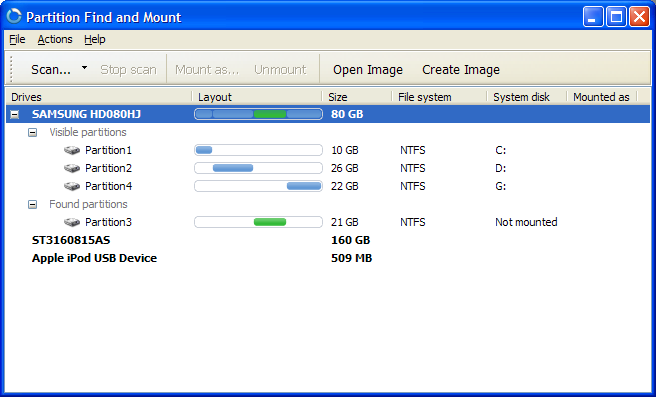 Partition Find and Mount
File Actions Help
Scan... Stop scan Mount as... Unmount Open Image Create Image
Drives Layout Size File system System disk Mounted as
SAMSUNG HD080HJ 80 GB
Visible partitions
Partition1 10 GB NTFS C:
Partition2 26 GB NTFS D:
Partition4 22 GB NTFS G:
Found partitions
Partition3 21 GB NTFS Not mounted
ST3160815AS 160 GB
Apple iPod USB Device 509 MB